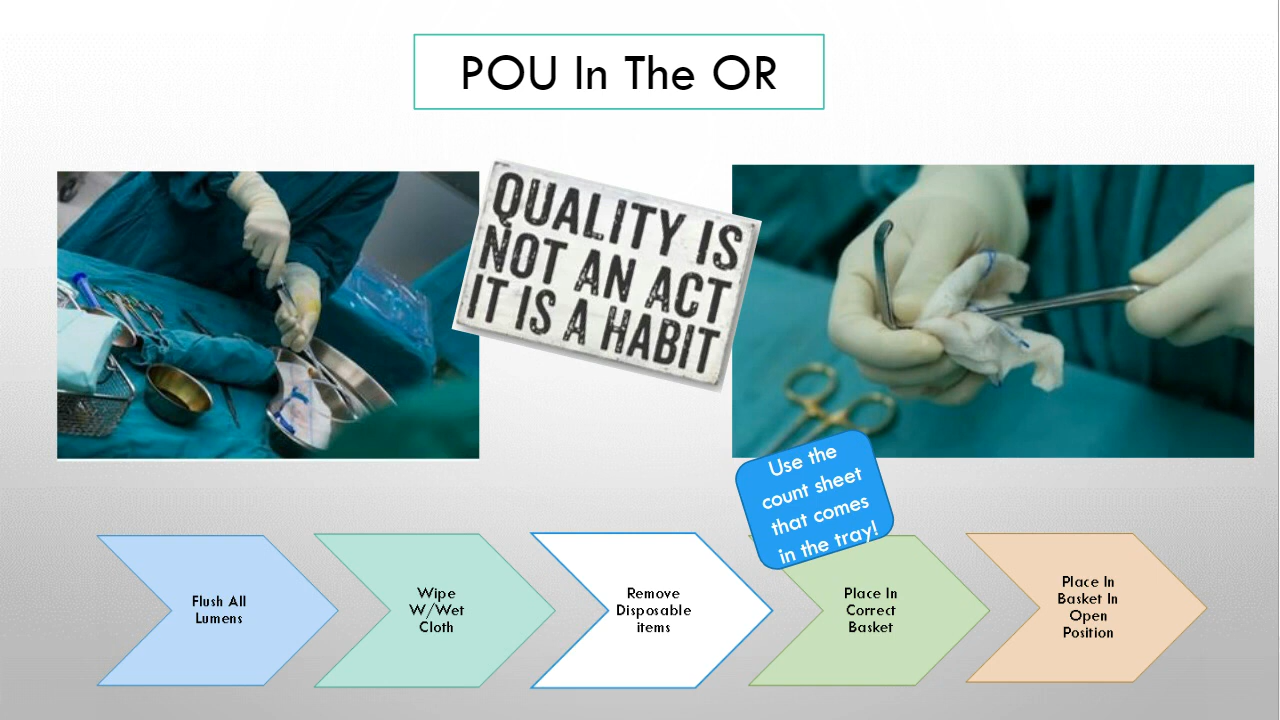 POU In The OR
QUALITY IS
NOT AN ACT
IT IS A HABIT
Use the
count sheet
that comes
in the tray!
Flush All
Lumens
Wipe
W/Wet
Cloth
Remove
Disposable
items
Place In
Correct
Basket
Place In
Basket In
Open
Position